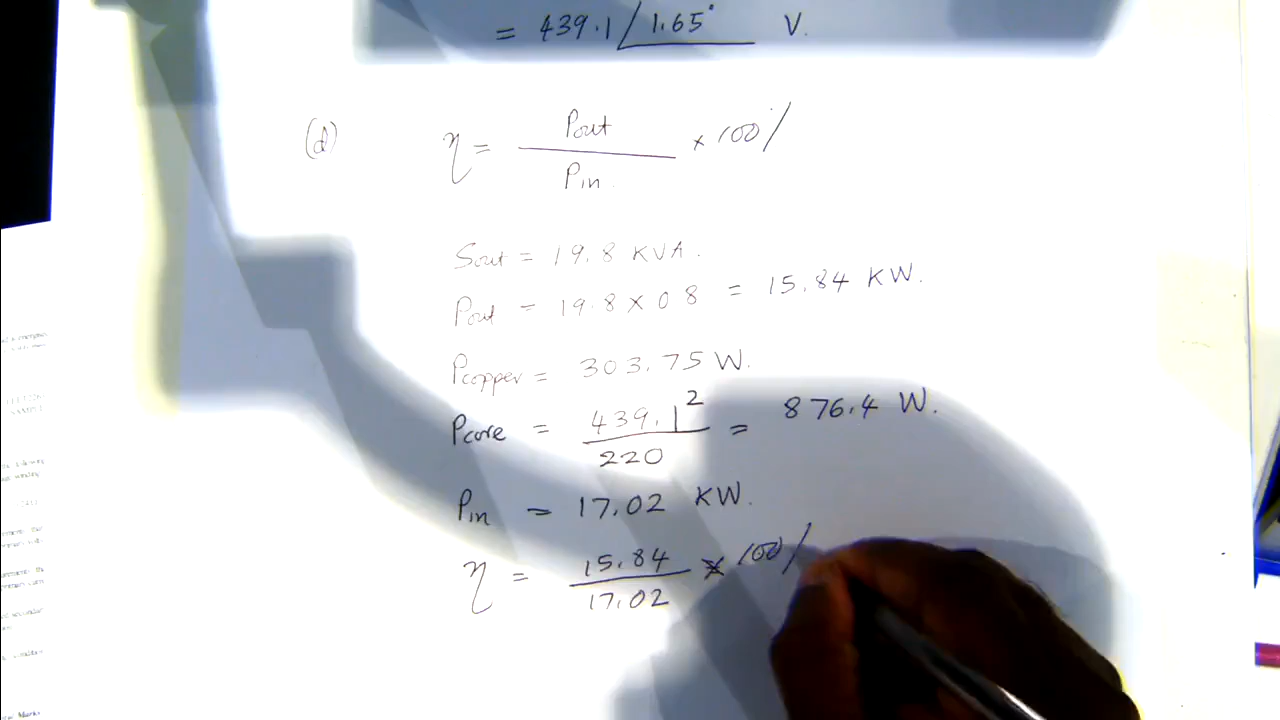 = 439.1 /1.65° V.
(d) η = Pout / Pin × 100%
Sout = 19.8 KVA.
Pout = 19.8 × 0.8 = 15.84 KW.
Pcopper = 303.75 W.
Pcore = 439.1² / 220 = 876.4 W.
Pin = 17.02 KW.
η = 15.84 / 17.02 × 100/